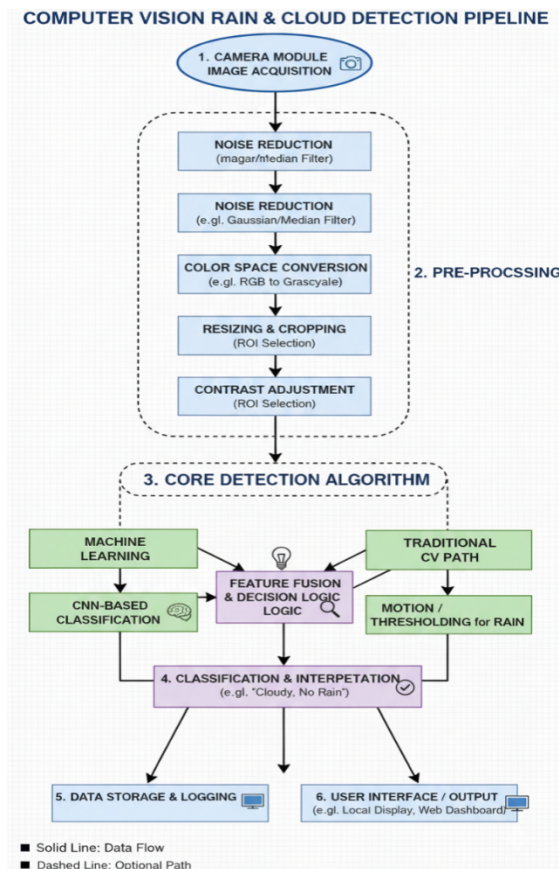 COMPUTER VISION RAIN & CLOUD DETECTION PIPELINE
1. CAMERA MODULE
IMAGE ACQUISITION
NOISE REDUCTION
(magar/Median Filter)
NOISE REDUCTION
(e.gl. Gaussian/Median Filter)
COLOR SPACE CONVERSION
(e.gl. RGB to Grascyale)
2. PRE-PROCSSING
RESIZING & CROPPING
(ROI Selection)
CONTRAST ADJUSTMENT
(ROI Selection)
3. CORE DETECTION ALGORITHM
MACHINE
LEARNING
TRADITIONAL
CV PATH
FEATURE FUSION
& DECISION LOGIC
LOGIC
CNN-BASED
CLASSIFICATION
MOTION /
THRESHOLDING for RAIN
4. CLASSIFICATION & INTERPETATION
(e.gl. "Cloudy, No Rain")
5. DATA STORAGE & LOGGING
6. USER INTERFACE / OUTPUT
(e.gl. Local Display, Web Dashboard/
Solid Line: Data Flow
Dashed Line: Optional Path